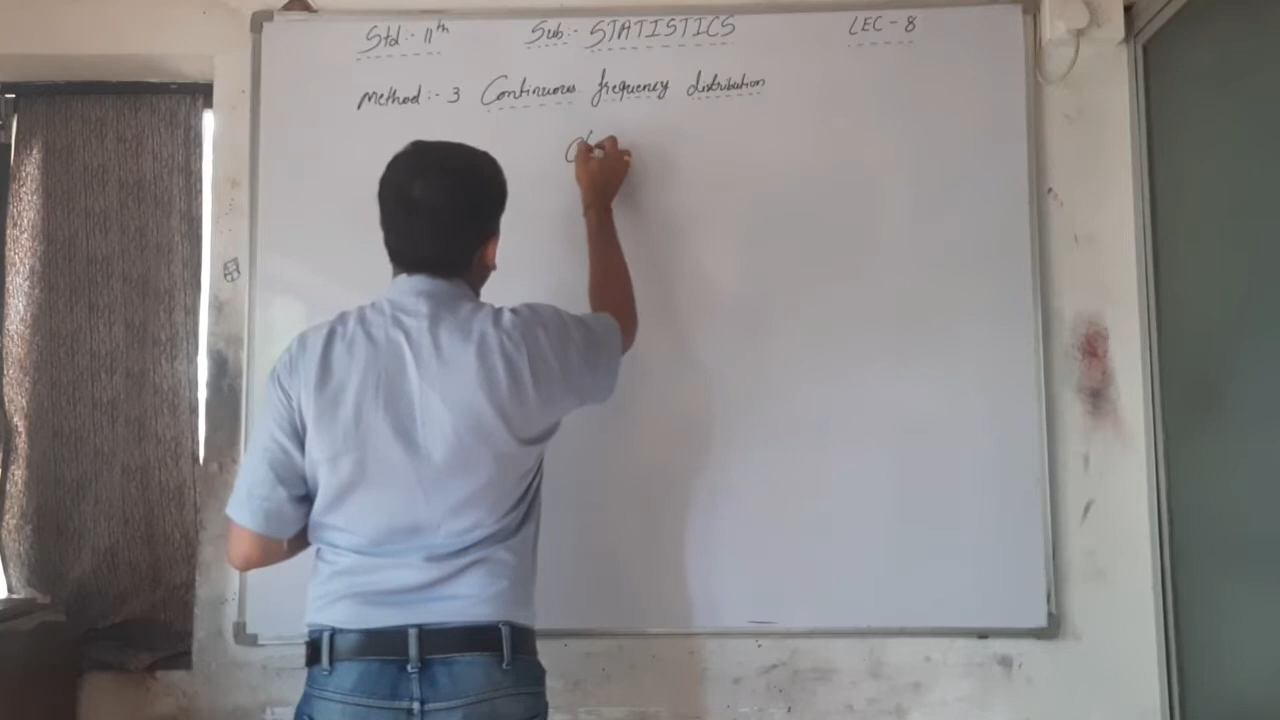 Std :- 11th Sub :- STATISTICS LEC - 8
Method :- 3 Continuous frequency distribution